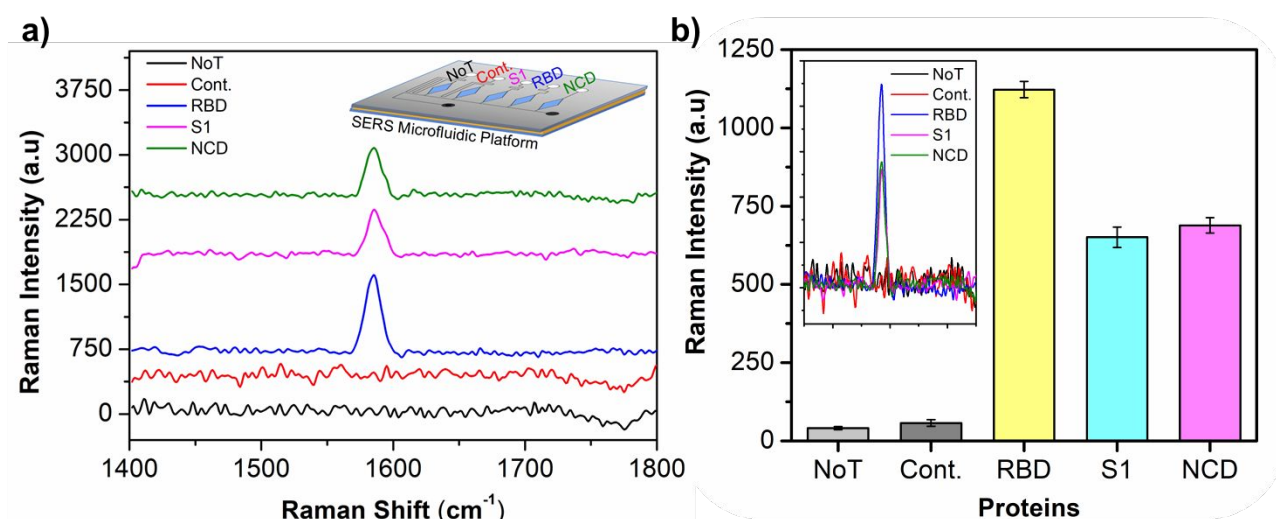 a)
NoT
Cont.
RBD
S1
NCD
NoT
Cont.
S1
RBD
NCD
SERS Microfluidic Platform
3750
3000
2250
1500
750
0
Raman Intensity (a.u)
1400
1500
1600
1700
1800
Raman Shift (cm⁻¹)
b)
NoT
Cont.
RBD
S1
NCD
1250
1000
750
500
250
0
Raman Intensity (a.u)
NoT
Cont.
RBD
S1
NCD
Proteins